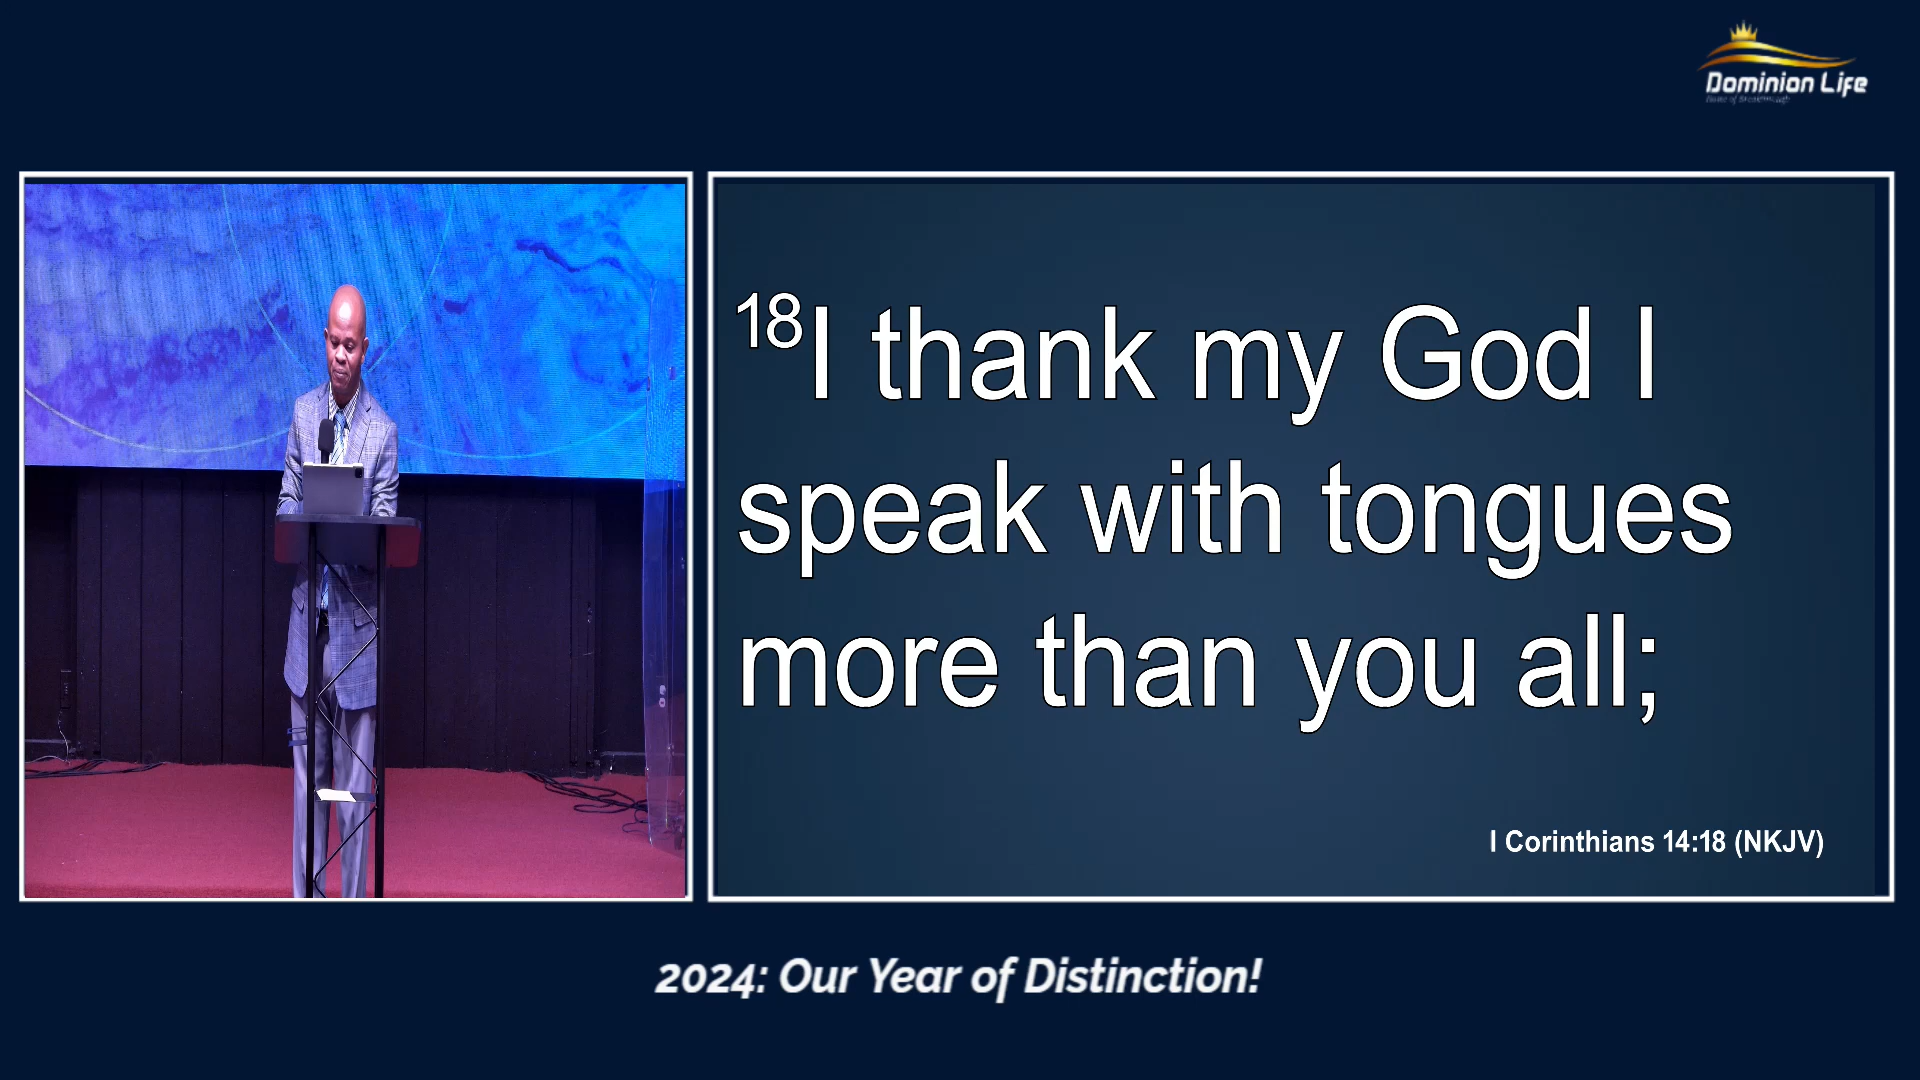 Dominion Life
18I thank my God I
speak with tongues
more than you all;
I Corinthians 14:18 (NKJV)
2024: Our Year of Distinction!